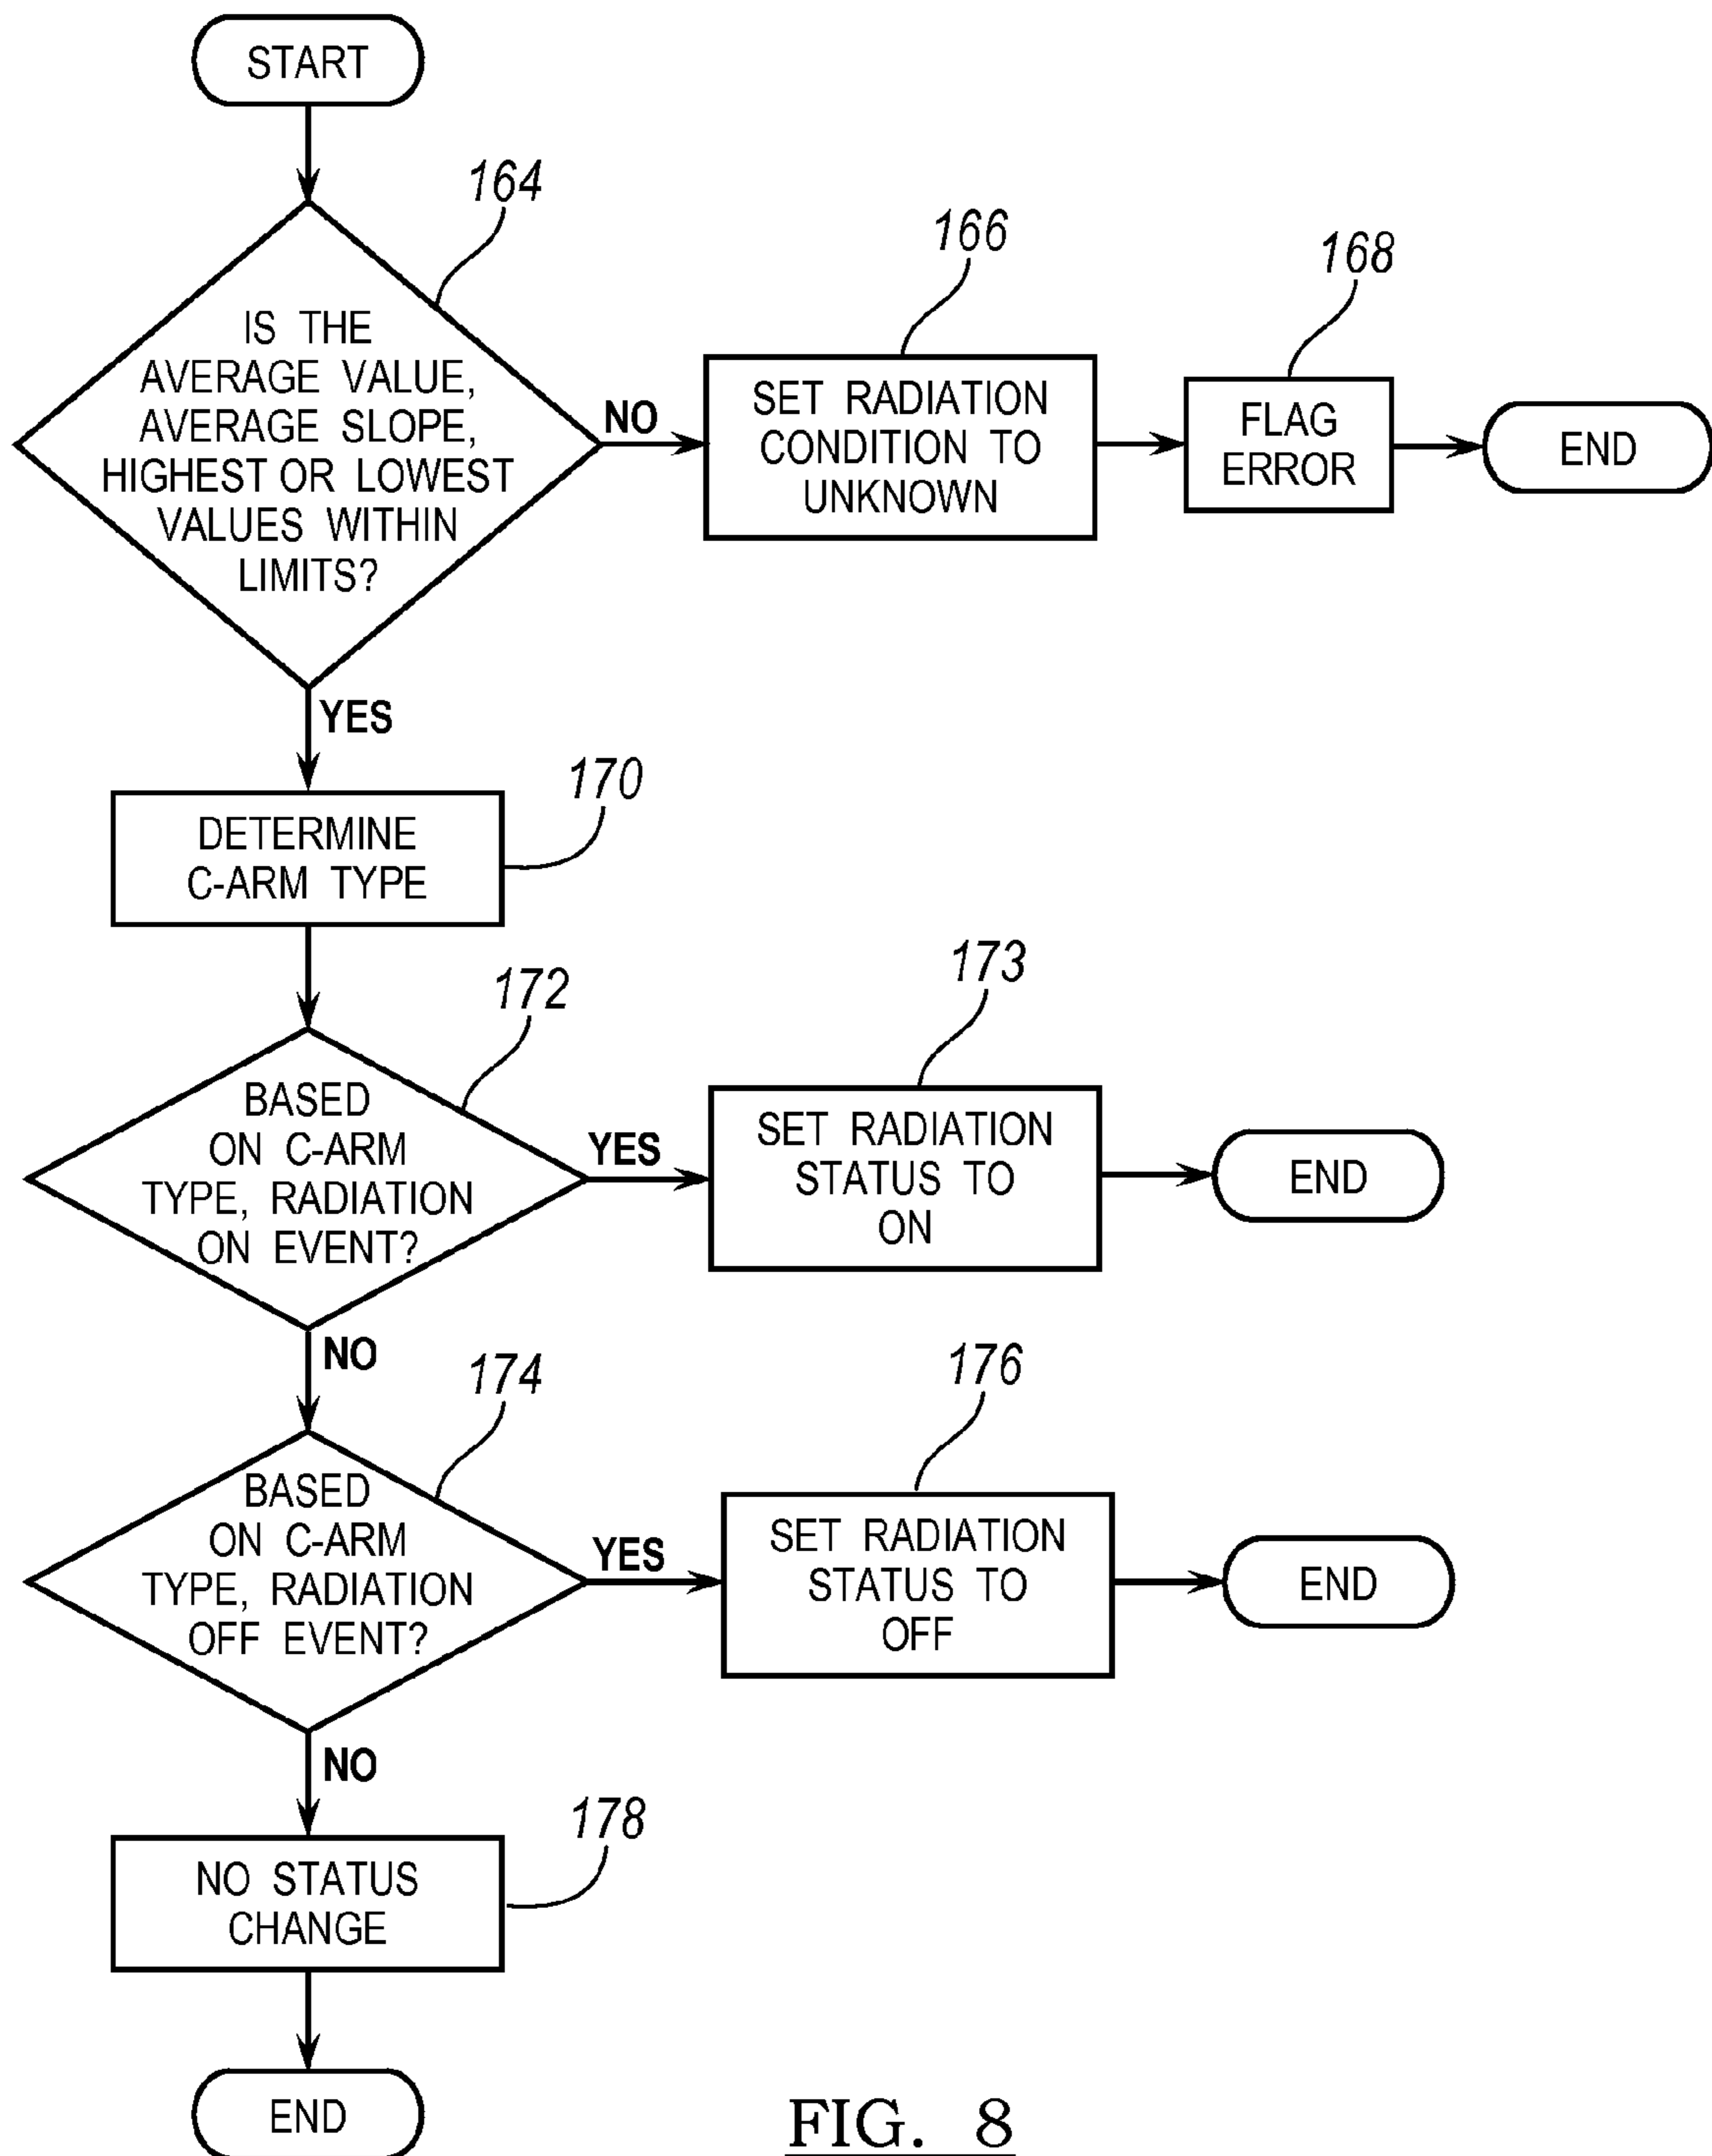 START
164
IS THE
AVERAGE VALUE,
AVERAGE SLOPE,
HIGHEST OR LOWEST
VALUES WITHIN
LIMITS?
NO
166
SET RADIATION
CONDITION TO
UNKNOWN
168
FLAG
ERROR
END
YES
170
DETERMINE
C-ARM TYPE
172
BASED
ON C-ARM
TYPE, RADIATION
ON EVENT?
YES
173
SET RADIATION
STATUS TO
ON
END
NO
174
BASED
ON C-ARM
TYPE, RADIATION
OFF EVENT?
YES
176
SET RADIATION
STATUS TO
OFF
END
NO
178
NO STATUS
CHANGE
END
FIG. 8